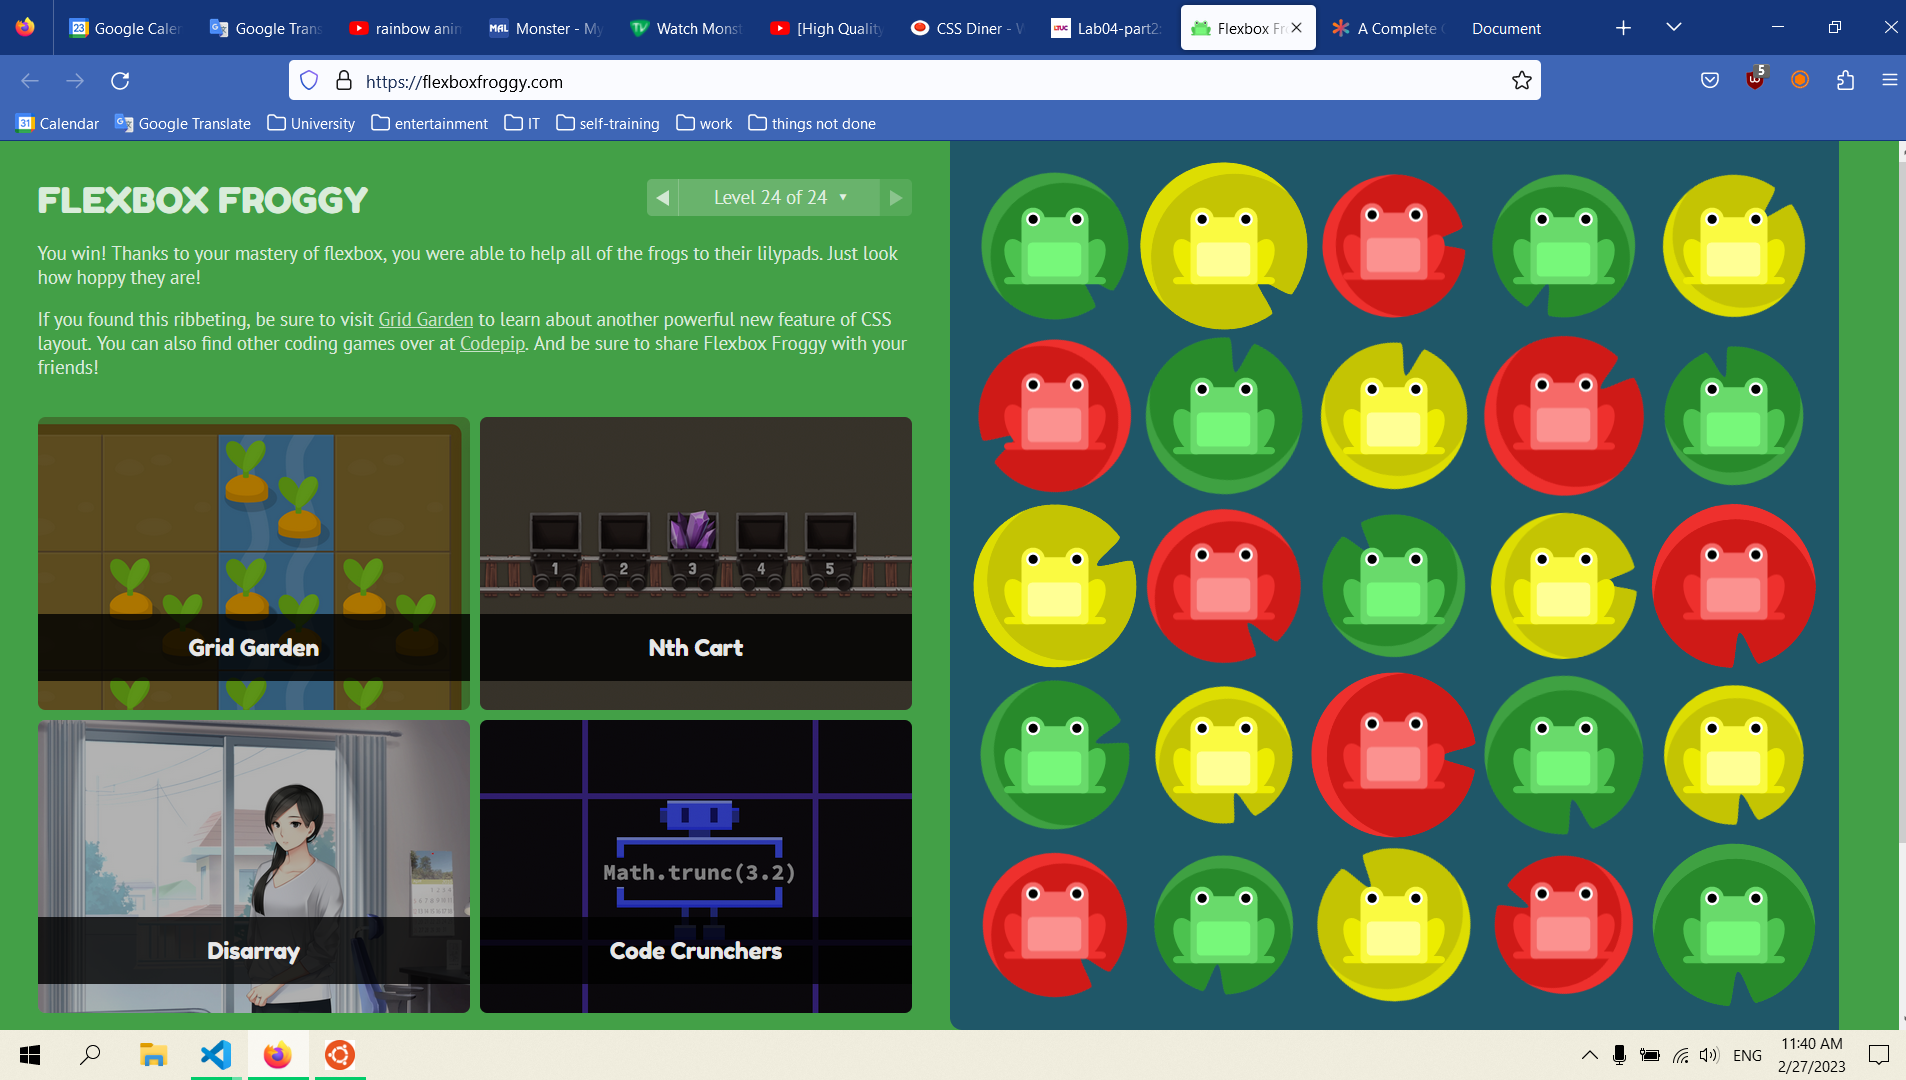 Google Caler
Google Trans
rainbow anin
MAL Monster - My
Watch Monst
[High Quality
CSS Diner - W
LTUC Lab04-part2:
Flexbox Fr
A Complete G
Document
https://flexboxfroggy.com
5
31 Calendar
Google Translate
University
entertainment
IT
self-training
work
things not done
FLEXBOX FROGGY
Level 24 of 24
You win! Thanks to your mastery of flexbox, you were able to help all of the frogs to their lilypads. Just look
how hoppy they are!
If you found this ribbeting, be sure to visit Grid Garden to learn about another powerful new feature of CSS
layout. You can also find other coding games over at Codepip. And be sure to share Flexbox Froggy with your
friends!
1 2 3 4 5
Grid Garden
Nth Cart
Math.trunc(3.2)
Disarray
Code Crunchers
ENG
11:40 AM
2/27/2023